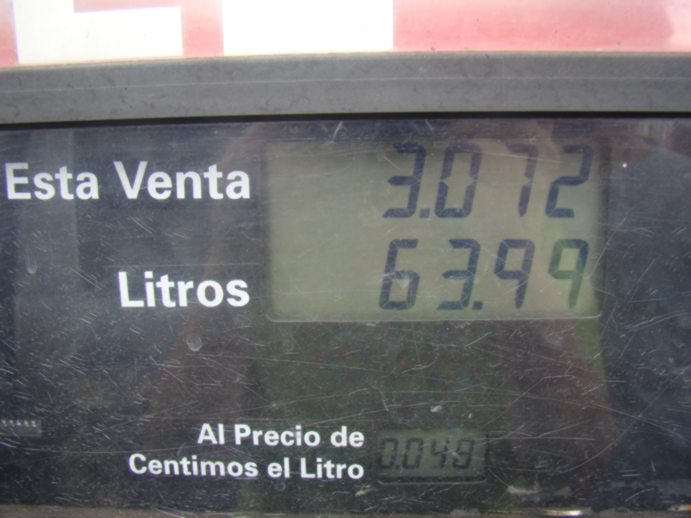 Esta Venta 3.072
Litros 63.99
Al Precio de
Centimos el Litro 0.048